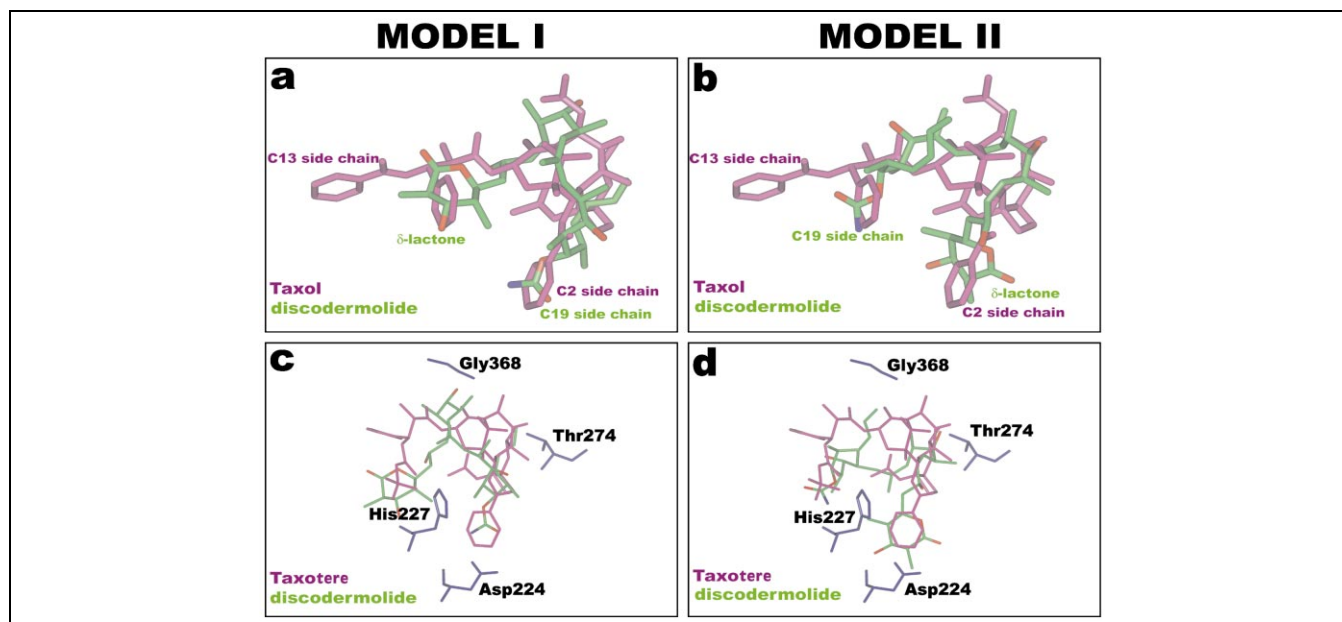 MODEL I
MODEL II
a
C13 side chain
δ-lactone
C2 side chain
C19 side chain
Taxol
discodermolide
b
C13 side chain
C19 side chain
δ-lactone
C2 side chain
Taxol
discodermolide
c
Gly368
Thr274
His227
Asp224
Taxotere
discodermolide
d
Gly368
Thr274
His227
Asp224
Taxotere
discodermolide